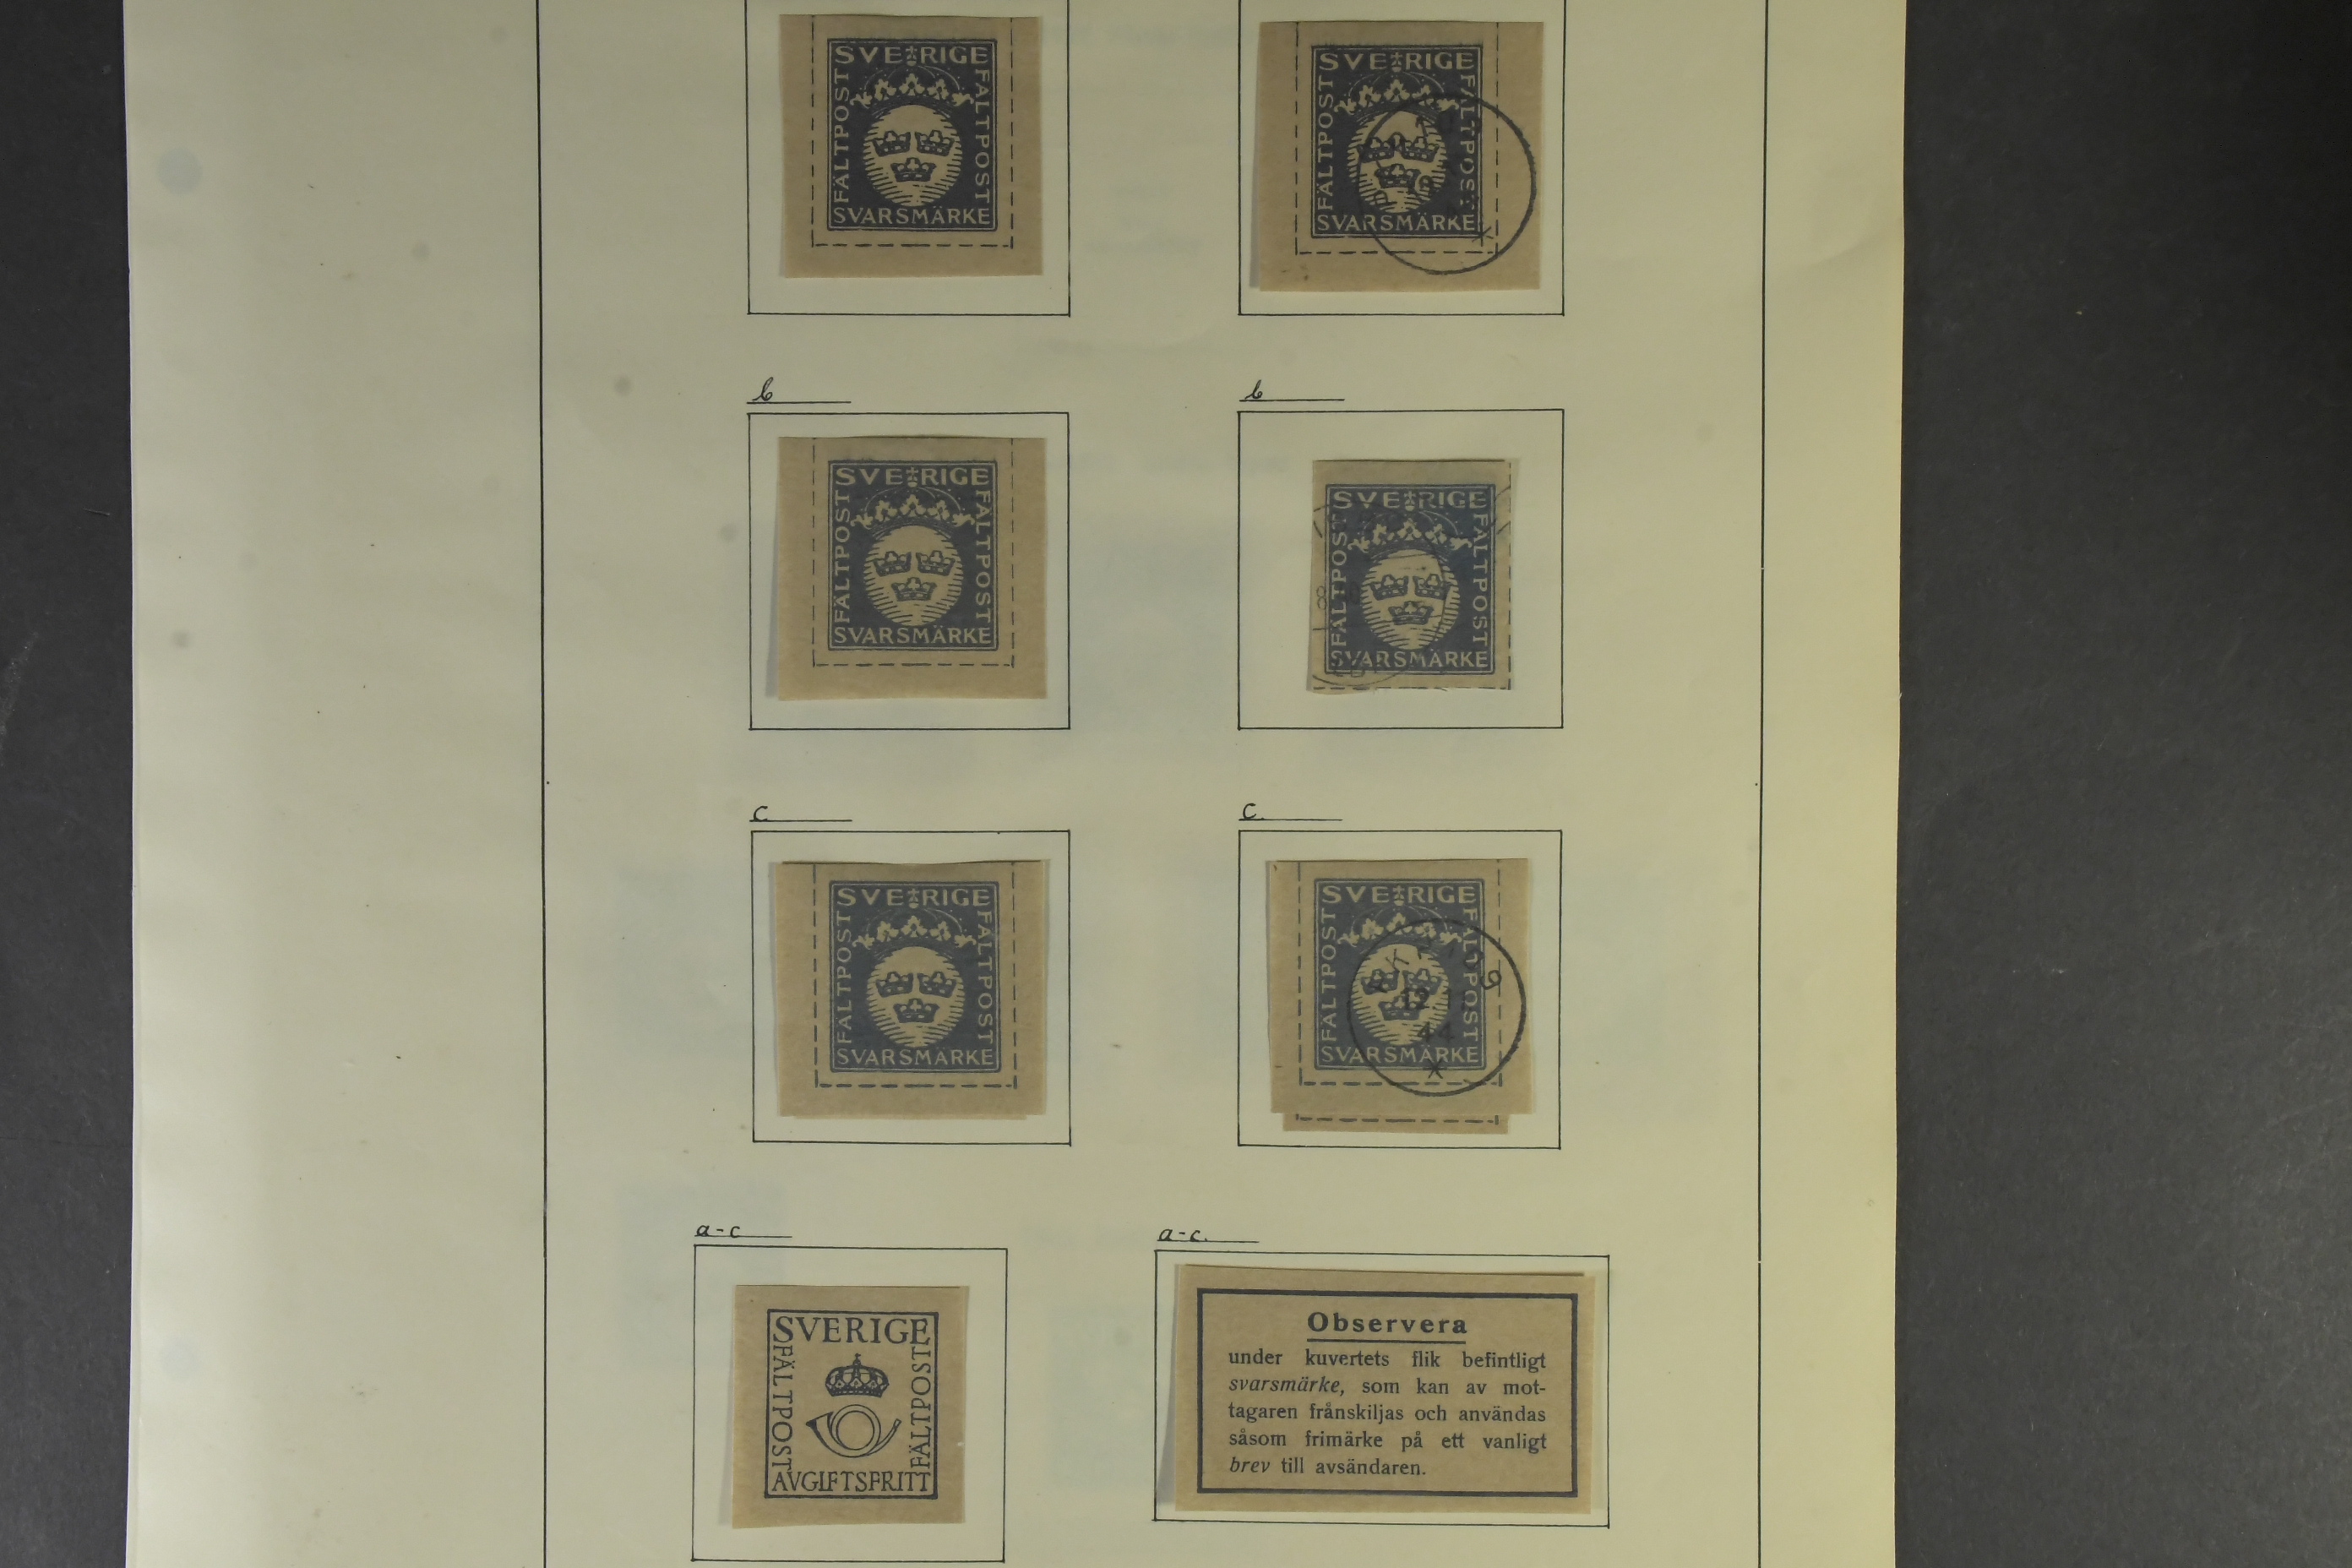 SVERIGE
FÄLTPOST
FÄLTPOST
SVARSMÄRKE
SVERIGE
FÄLTPOST
FÄLTPOST
SVARSMÄRKE
b
b
SVERIGE
FÄLTPOST
FÄLTPOST
SVARSMÄRKE
SVERIGE
FÄLTPOST
FÄLTPOST
SVARSMÄRKE
c.
c.
SVERIGE
FÄLTPOST
FÄLTPOST
SVARSMÄRKE
SVERIGE
FÄLTPOST
FÄLTPOST
SVARSMÄRKE
12
44
a-c
a-c.
SVERIGE
FÄLTPOST
FÄLTPOST
AVGIFTSFRITT
Observera
under kuvertets flik befintligt
svarsmärke, som kan av mot-
tagaren frånskiljas och användas
såsom frimärke på ett vanligt
brev till avsändaren.